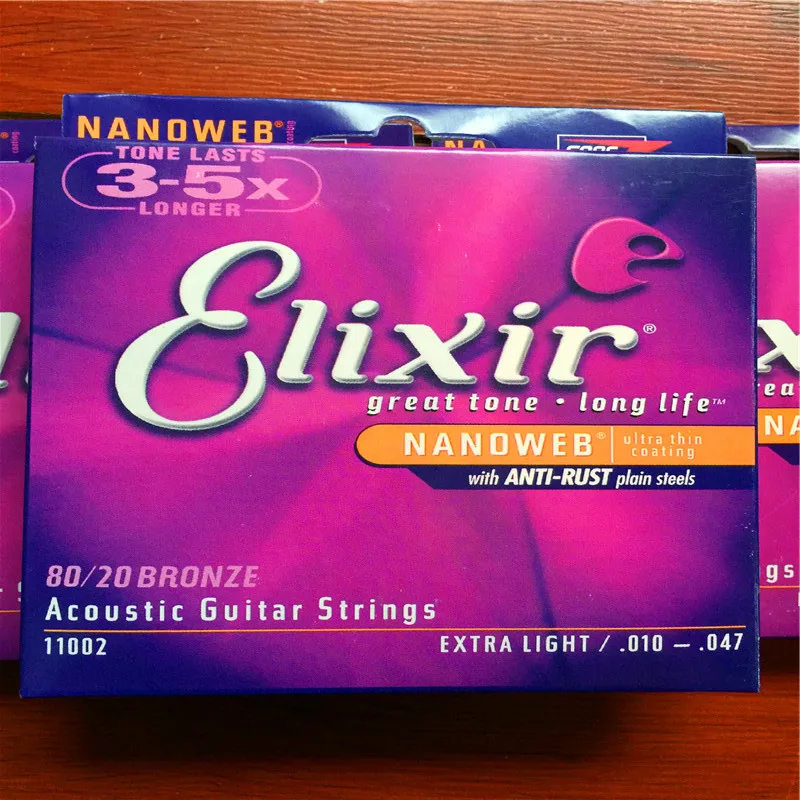 NANOWEB®
NA
TONE LASTS
3-5x
LONGER
Elixir®
great tone • long life™
NANOWEB® ultra thin coating
with ANTI-RUST plain steels
80/20 BRONZE
Acoustic Guitar Strings
11002
EXTRA LIGHT / .010 — .047